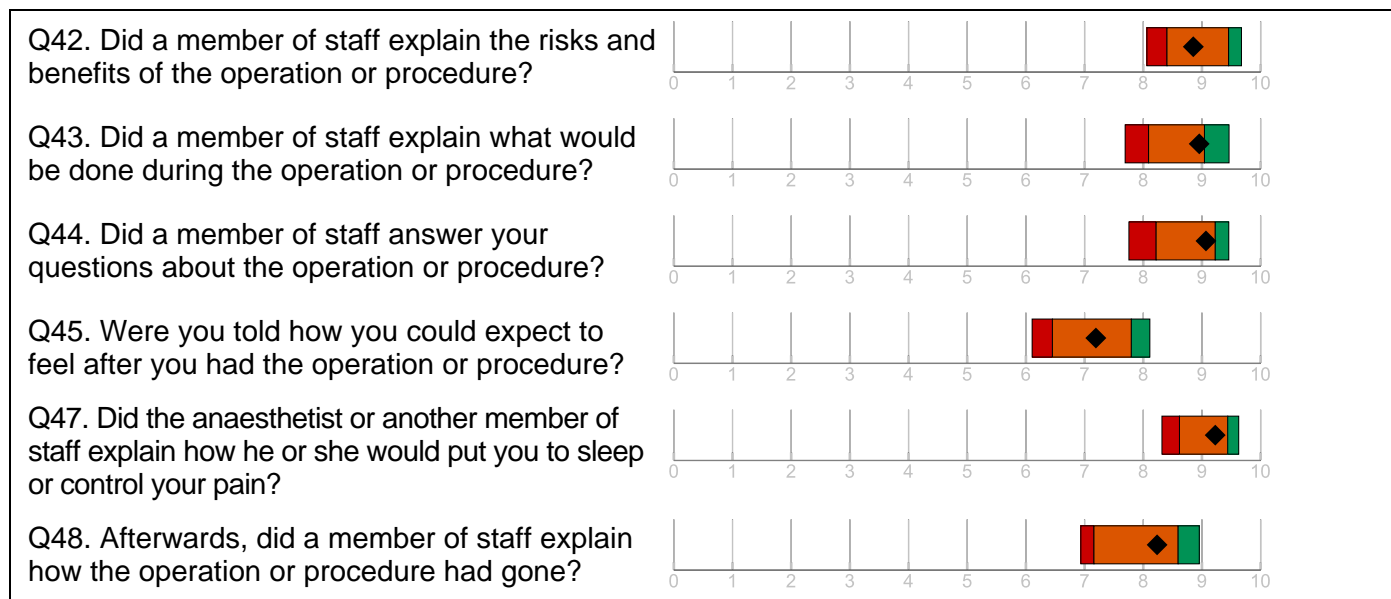 Q42. Did a member of staff explain the risks and
benefits of the operation or procedure?
0 1 2 3 4 5 6 7 8 9 10
Q43. Did a member of staff explain what would
be done during the operation or procedure?
0 1 2 3 4 5 6 7 8 9 10
Q44. Did a member of staff answer your
questions about the operation or procedure?
0 1 2 3 4 5 6 7 8 9 10
Q45. Were you told how you could expect to
feel after you had the operation or procedure?
0 1 2 3 4 5 6 7 8 9 10
Q47. Did the anaesthetist or another member of
staff explain how he or she would put you to sleep
or control your pain?
0 1 2 3 4 5 6 7 8 9 10
Q48. Afterwards, did a member of staff explain
how the operation or procedure had gone?
0 1 2 3 4 5 6 7 8 9 10